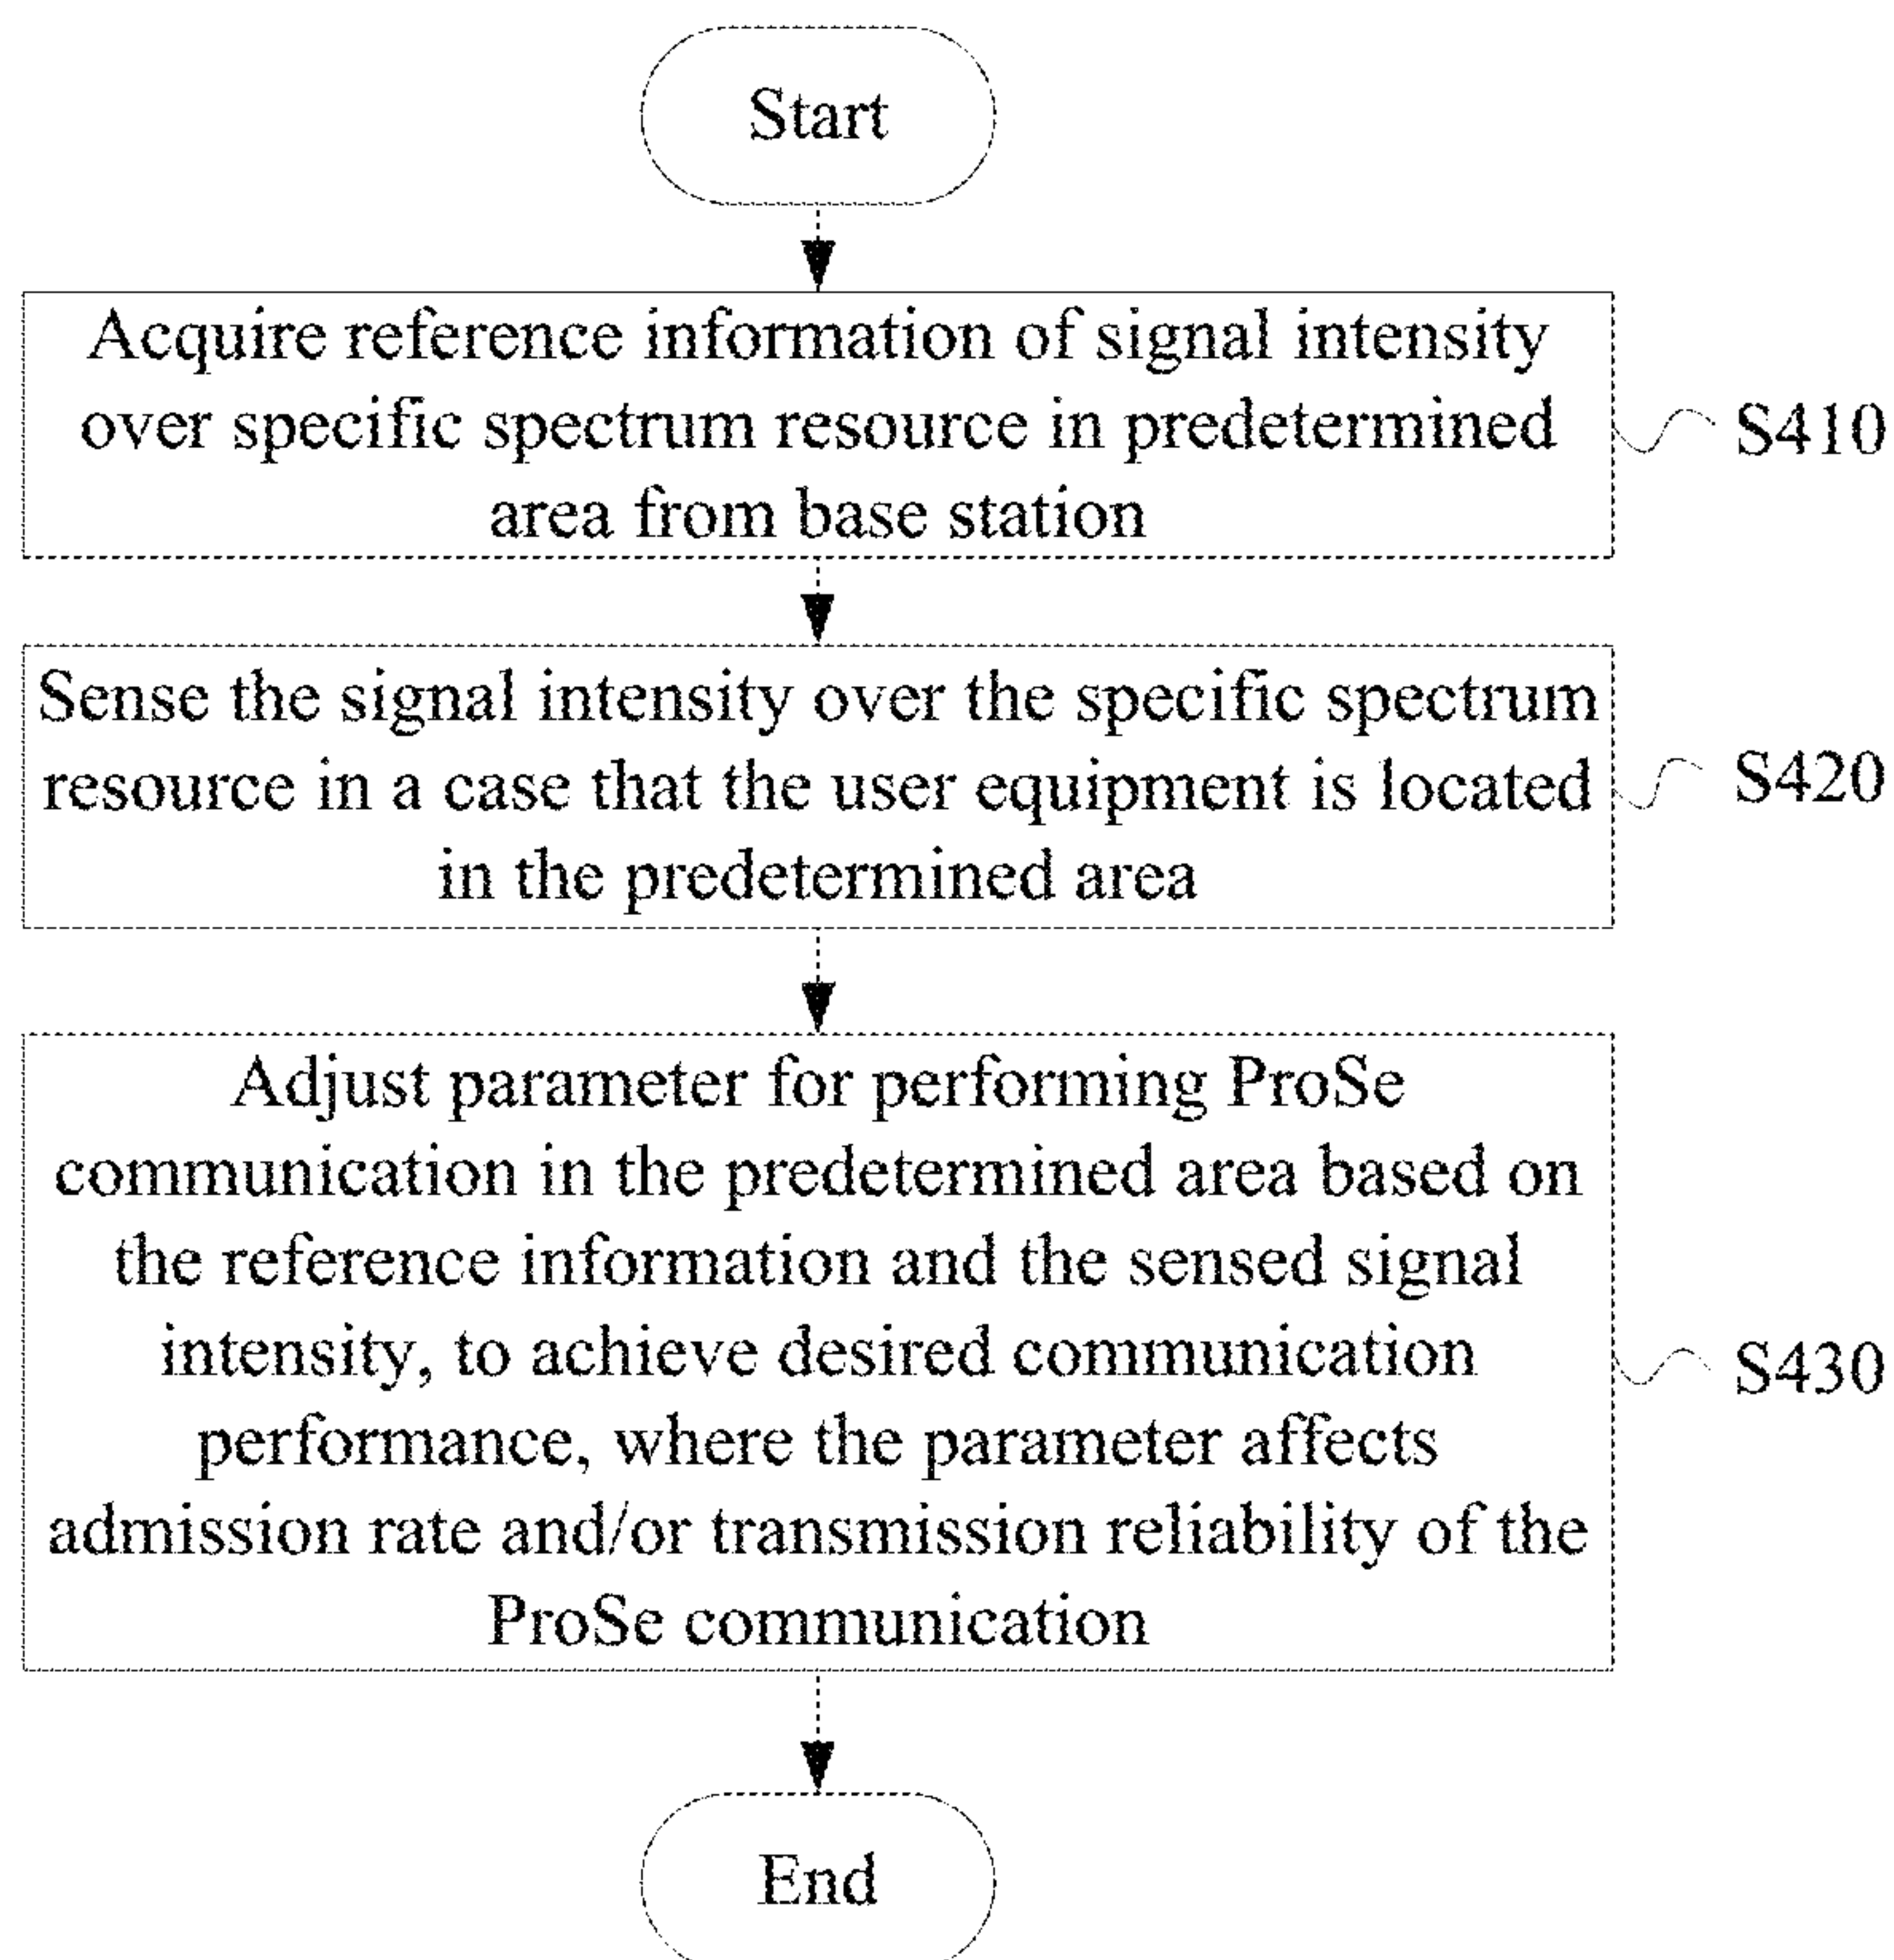 Start
Acquire reference information of signal intensity
over specific spectrum resource in predetermined
area from base station
S410
Sense the signal intensity over the specific spectrum
resource in a case that the user equipment is located
in the predetermined area
S420
Adjust parameter for performing ProSe
communication in the predetermined area based on
the reference information and the sensed signal
intensity, to achieve desired communication
performance, where the parameter affects
admission rate and/or transmission reliability of the
ProSe communication
S430
End